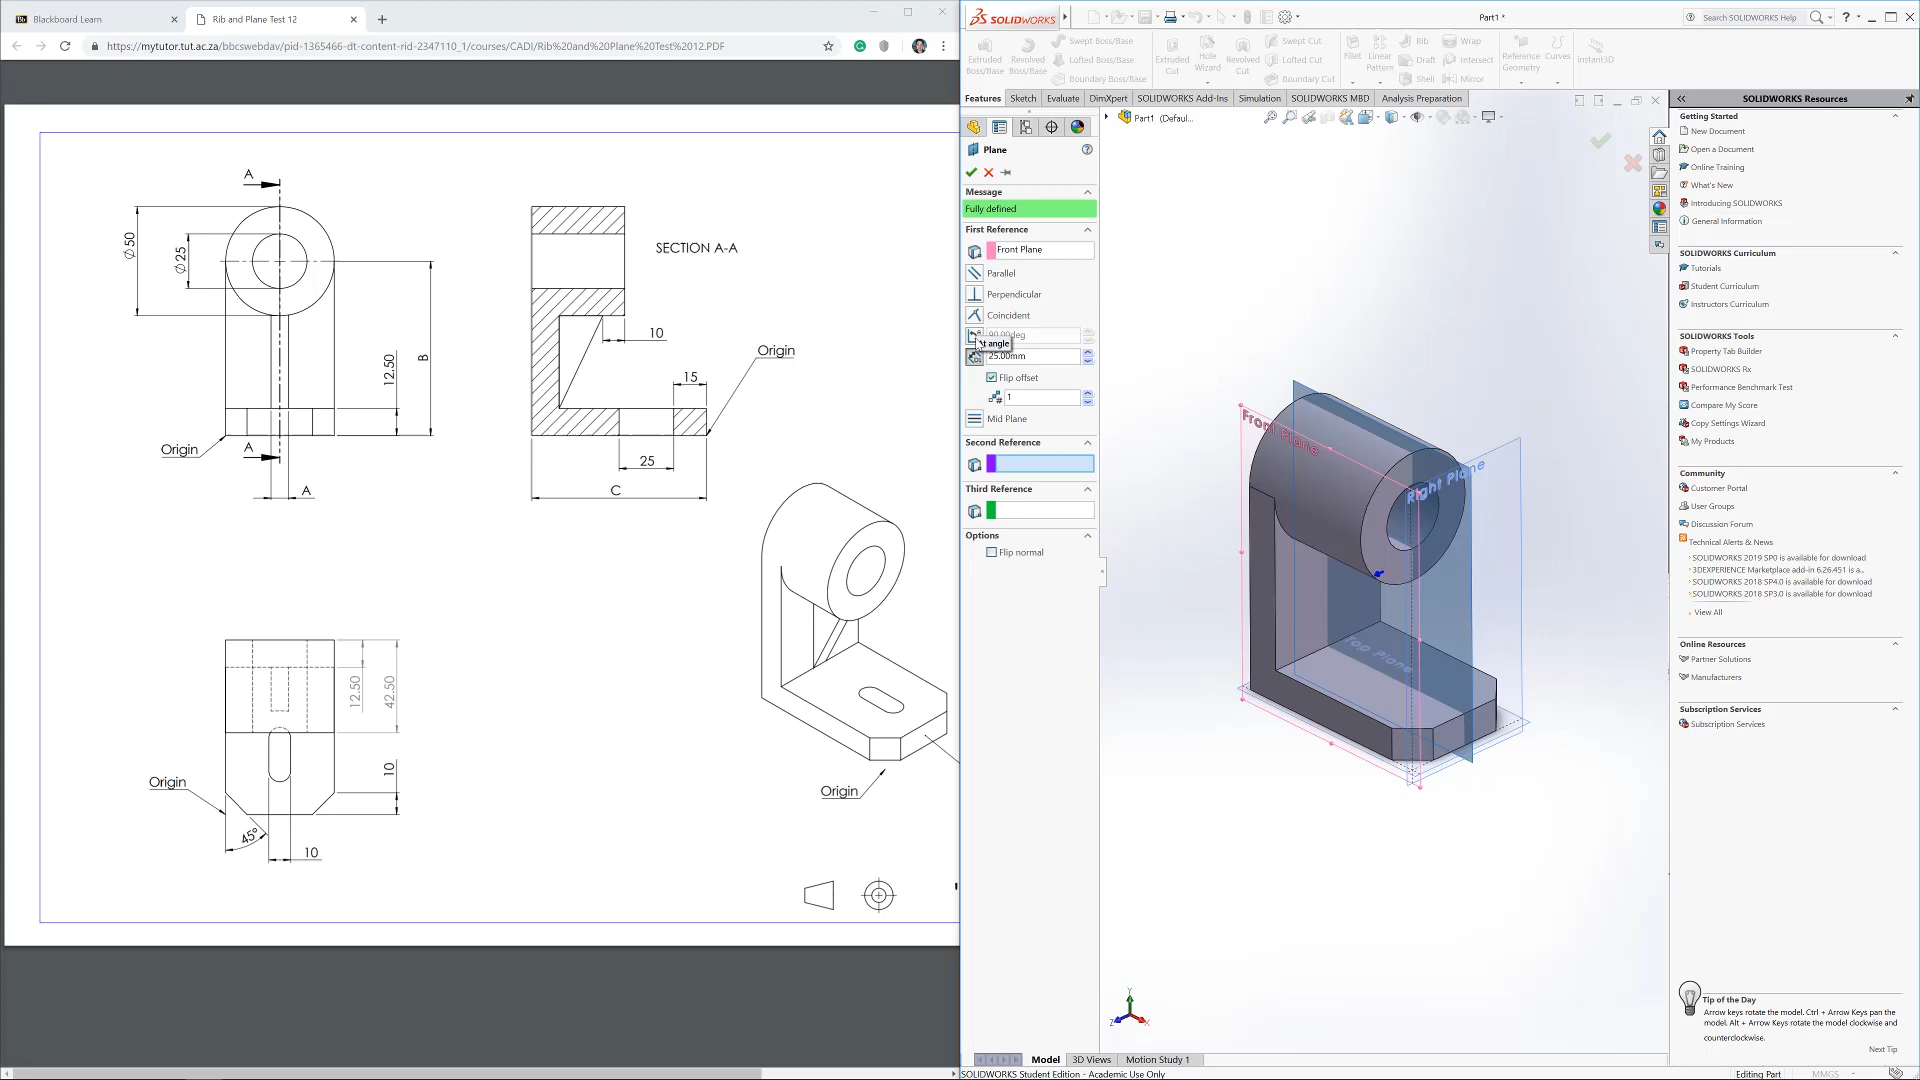 Blackboard Learn
Rib and Plane Test 12
https://mytutor.tut.ac.za/bbcswebdav/pid-1365466-dt-content-rid-2347110_1/courses/CADI/Rib%20and%20Plane%20Test%2012.PDF
A
Ø50
Ø25
B
12.50
Origin
A
A
SECTION A-A
10
Origin
15
25
C
12.50
42.50
10
Origin
45°
10
Origin
SOLIDWORKS
Part1 *
Search SOLIDWORKS Help
Extruded Boss/Base
Revolved Boss/Base
Swept Boss/Base
Lofted Boss/Base
Boundary Boss/Base
Extruded Cut
Hole Wizard
Revolved Cut
Swept Cut
Lofted Cut
Boundary Cut
Fillet
Linear Pattern
Rib
Draft
Shell
Wrap
Intersect
Mirror
Reference Geometry
Curves
Instant3D
Features
Sketch
Evaluate
DimXpert
SOLIDWORKS Add-Ins
Simulation
SOLIDWORKS MBD
Analysis Preparation
Plane
Message
Fully defined
First Reference
Front Plane
Parallel
Perpendicular
Coincident
90.00deg
At angle
25.00mm
Flip offset
1
Mid Plane
Second Reference
Third Reference
Options
Flip normal
Part1 (Defaul...
Front Plane
Right Plane
Top Plane
Y
Z
X
SOLIDWORKS Resources
Getting Started
New Document
Open a Document
Online Training
What's New
Introducing SOLIDWORKS
General Information
SOLIDWORKS Curriculum
Tutorials
Student Curriculum
Instructors Curriculum
SOLIDWORKS Tools
Property Tab Builder
SOLIDWORKS Rx
Performance Benchmark Test
Compare My Score
Copy Settings Wizard
My Products
Community
Customer Portal
User Groups
Discussion Forum
Technical Alerts & News
SOLIDWORKS 2019 SP0 is available for download
3DEXPERIENCE Marketplace add-in 6.26.451 is a...
SOLIDWORKS 2018 SP4.0 is available for download
SOLIDWORKS 2018 SP3.0 is available for download
View All
Online Resources
Partner Solutions
Manufacturers
Subscription Services
Subscription Services
Tip of the Day
Arrow keys rotate the model. Ctrl + Arrow Keys pan the
model. Alt + Arrow Keys rotate the model clockwise and
counterclockwise.
Next Tip
Model
3D Views
Motion Study 1
SOLIDWORKS Student Edition - Academic Use Only
Editing Part
MMGS